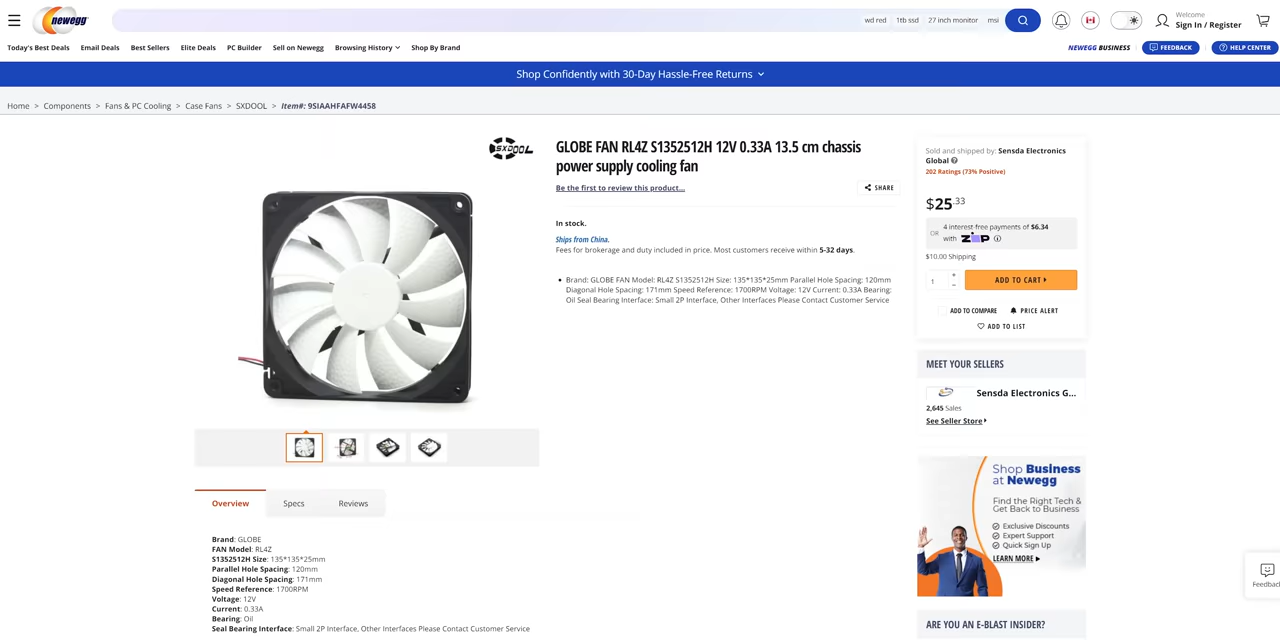 newegg
wd red 1tb ssd 27 inch monitor msi
Welcome
Sign In / Register
Today's Best Deals Email Deals Best Sellers Elite Deals PC Builder Sell on Newegg Browsing History Shop By Brand
NEWEGG BUSINESS FEEDBACK HELP CENTER
Shop Confidently with 30-Day Hassle-Free Returns
Home > Components > Fans & PC Cooling > Case Fans > SXDOOL > Item#: 9SIAAHFAFW4458
SXDOOL
GLOBE FAN RL4Z S1352512H 12V 0.33A 13.5 cm chassis
power supply cooling fan
Be the first to review this product...
SHARE
In stock.
Ships from China.
Fees for brokerage and duty included in price. Most customers receive within 5-32 days.
• Brand: GLOBE FAN Model: RL4Z S1352512H Size: 135*135*25mm Parallel Hole Spacing: 120mm
Diagonal Hole Spacing: 171mm Speed Reference: 1700RPM Voltage: 12V Current: 0.33A Bearing:
Oil Seal Bearing Interface: Small 2P Interface, Other Interfaces Please Contact Customer Service
Sold and shipped by: Sensda Electronics
Global
202 Ratings (73% Positive)
$25.33
OR
4 interest-free payments of $6.34
with ZIP
$10.00 Shipping
1 + −
ADD TO CART
ADD TO COMPARE PRICE ALERT
ADD TO LIST
MEET YOUR SELLERS
Sensda Electronics G...
2,645 Sales
See Seller Store
Shop Business
at Newegg
Find the Right Tech &
Get Back to Business
Exclusive Discounts
Expert Support
Quick Sign Up
LEARN MORE
ARE YOU AN E-BLAST INSIDER?
Feedback
Overview Specs Reviews
Brand: GLOBE
FAN Model: RL4Z
S1352512H Size: 135*135*25mm
Parallel Hole Spacing: 120mm
Diagonal Hole Spacing: 171mm
Speed Reference: 1700RPM
Voltage: 12V
Current: 0.33A
Bearing: Oil
Seal Bearing Interface: Small 2P Interface, Other Interfaces Please Contact Customer Service